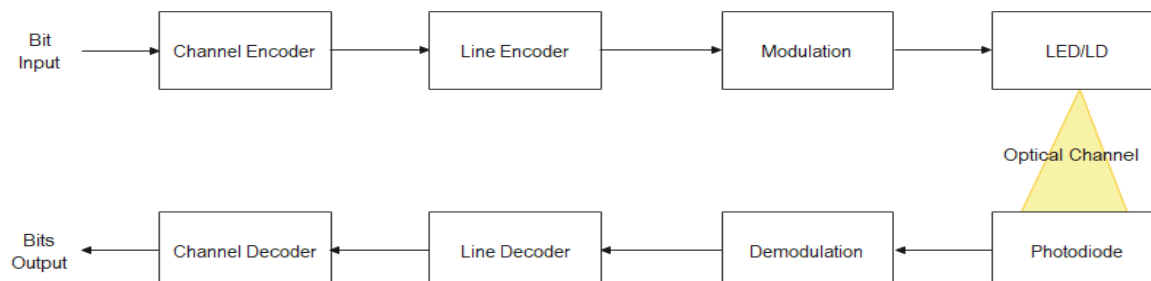 Bit
Input
Channel Encoder
Line Encoder
Modulation
LED/LD
Optical Channel
Bits
Output
Channel Decoder
Line Decoder
Demodulation
Photodiode